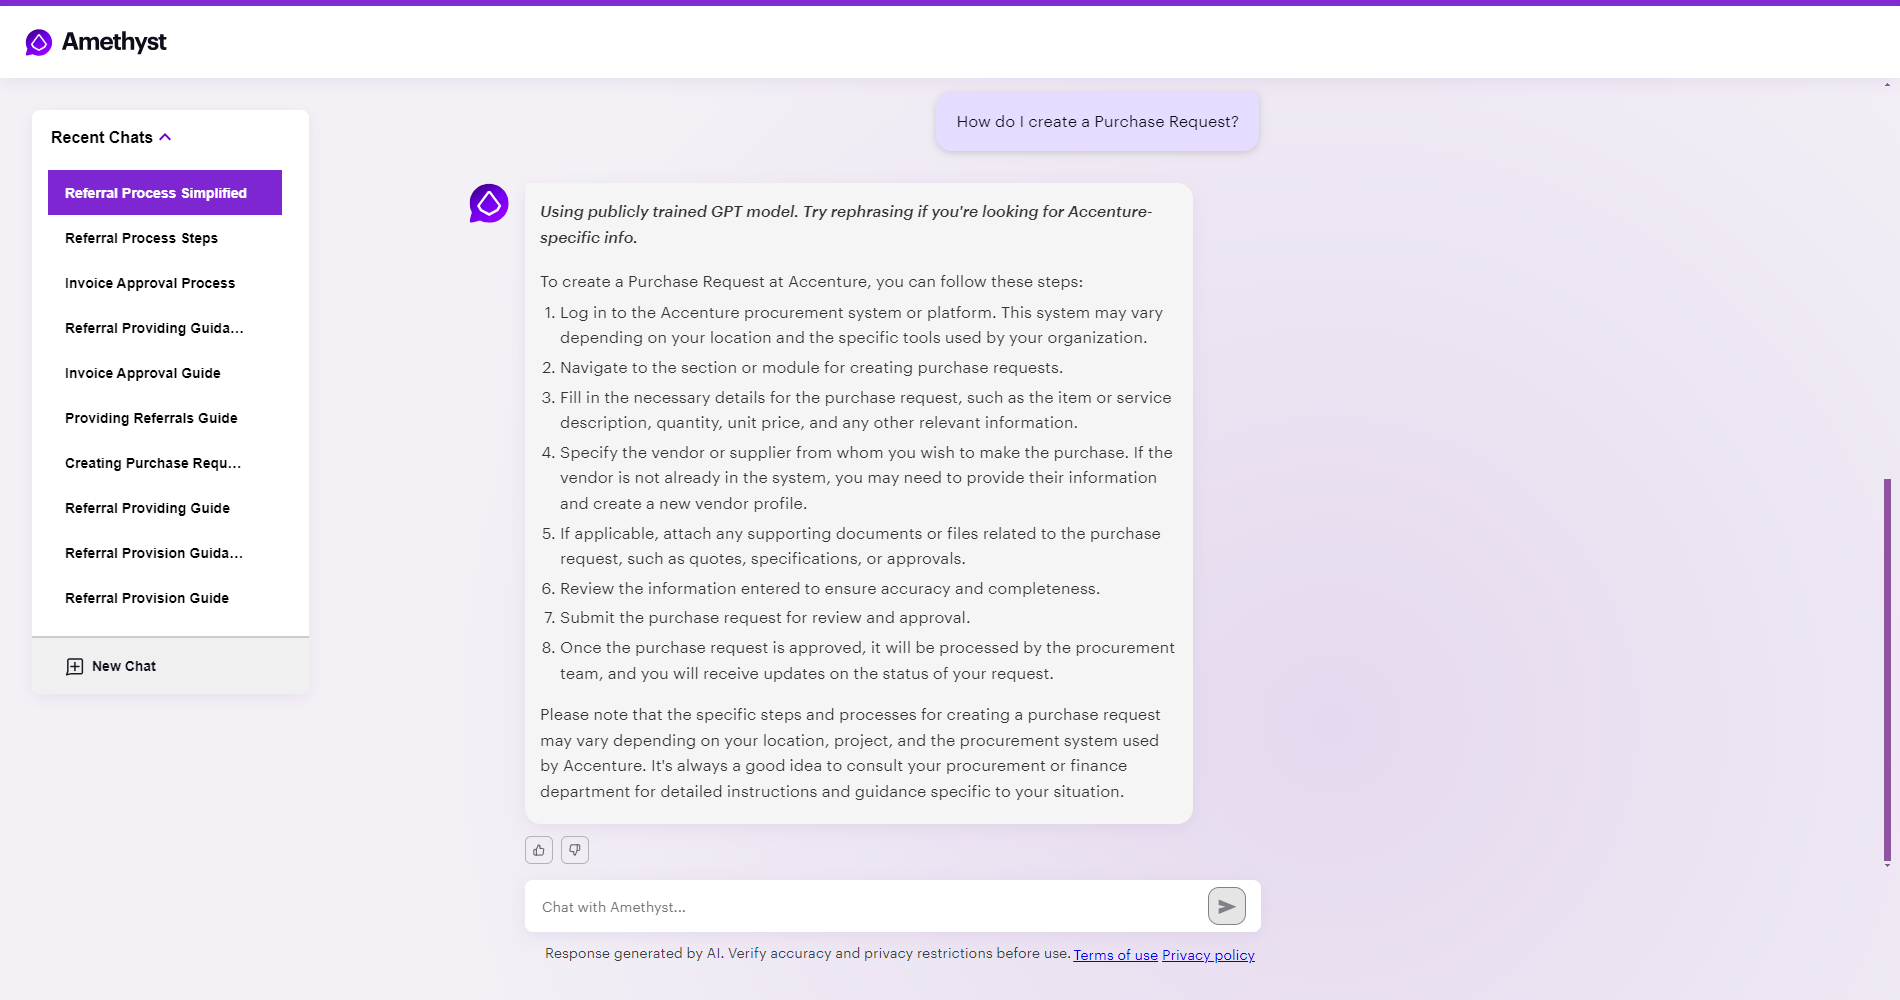 Amethyst
Recent Chats
Referral Process Simplified
Referral Process Steps
Invoice Approval Process
Referral Providing Guida...
Invoice Approval Guide
Providing Referrals Guide
Creating Purchase Requ...
Referral Providing Guide
Referral Provision Guida...
Referral Provision Guide
New Chat
How do I create a Purchase Request?
Using publicly trained GPT model. Try rephrasing if you're looking for Accenture-
specific info.
To create a Purchase Request at Accenture, you can follow these steps:
1. Log in to the Accenture procurement system or platform. This system may vary
depending on your location and the specific tools used by your organization.
2. Navigate to the section or module for creating purchase requests.
3. Fill in the necessary details for the purchase request, such as the item or service
description, quantity, unit price, and any other relevant information.
4. Specify the vendor or supplier from whom you wish to make the purchase. If the
vendor is not already in the system, you may need to provide their information
and create a new vendor profile.
5. If applicable, attach any supporting documents or files related to the purchase
request, such as quotes, specifications, or approvals.
6. Review the information entered to ensure accuracy and completeness.
7. Submit the purchase request for review and approval.
8. Once the purchase request is approved, it will be processed by the procurement
team, and you will receive updates on the status of your request.
Please note that the specific steps and processes for creating a purchase request
may vary depending on your location, project, and the procurement system used
by Accenture. It's always a good idea to consult your procurement or finance
department for detailed instructions and guidance specific to your situation.
Chat with Amethyst...
Response generated by AI. Verify accuracy and privacy restrictions before use. Terms of use Privacy policy